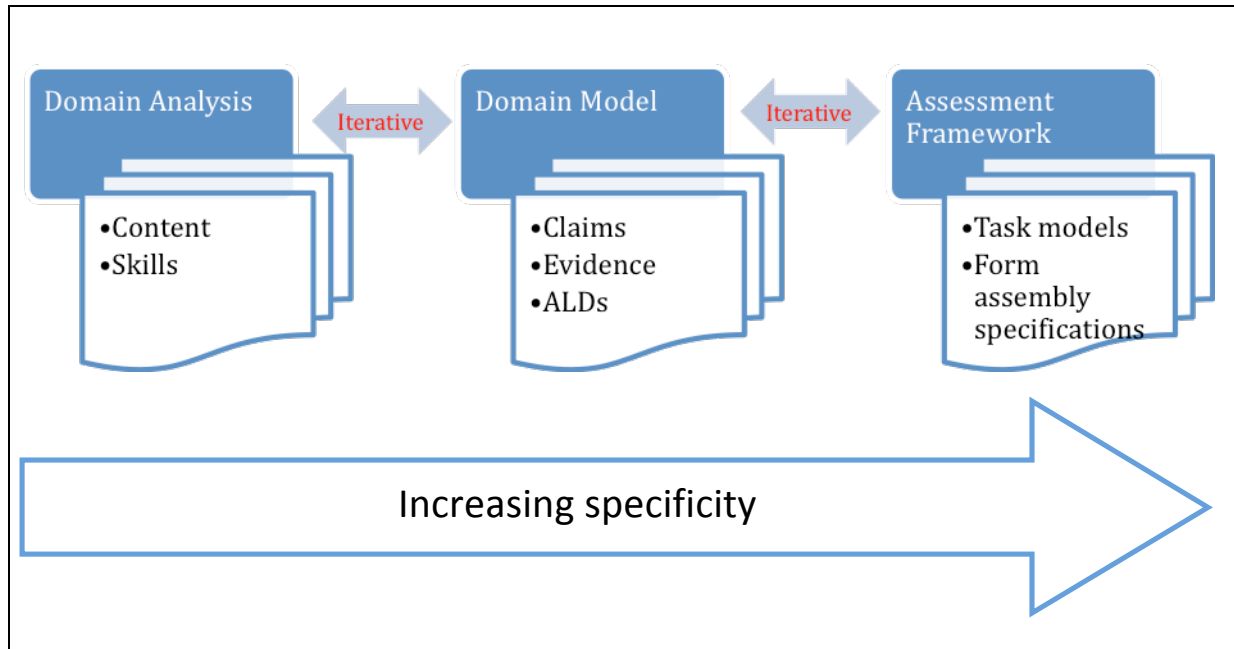 Domain Analysis
Iterative
Domain Model
Iterative
Assessment
Framework
•Content
•Skills
•Claims
•Evidence
•ALDs
•Task models
•Form
assembly
specifications
Increasing specificity